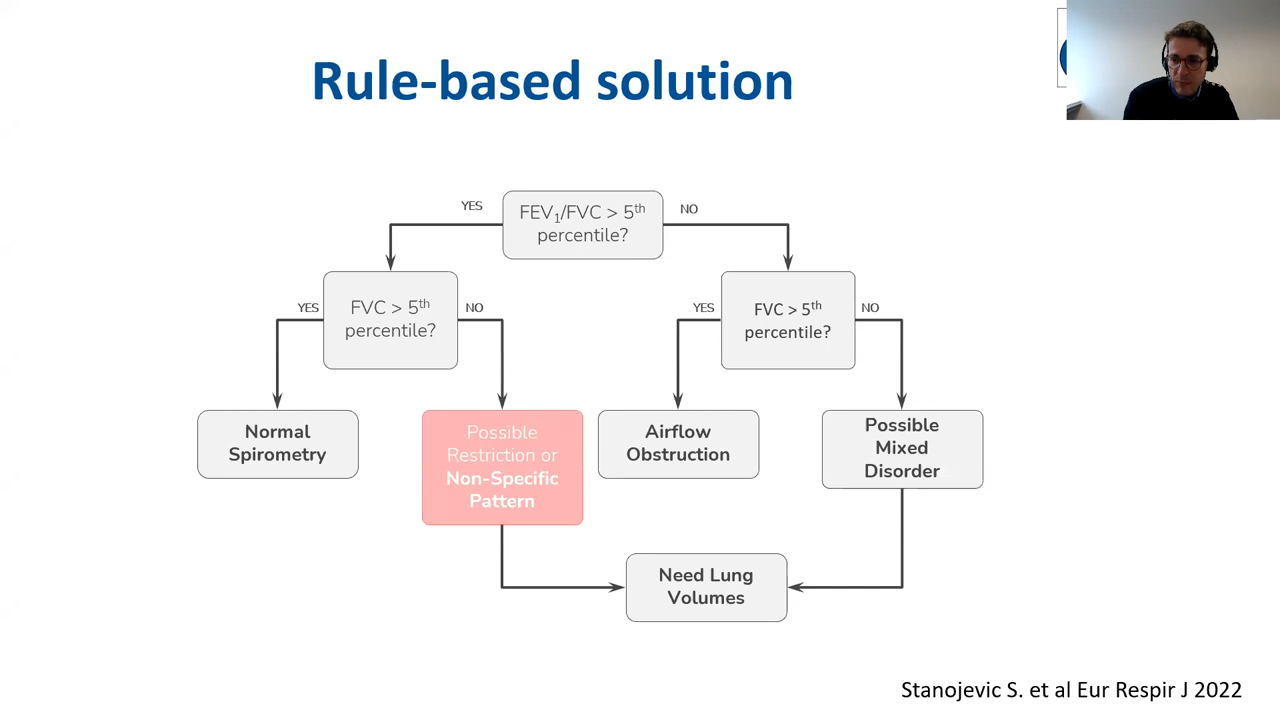 Rule-based solution
YES
FEV₁/FVC > 5th
percentile?
NO
YES
FVC > 5th
percentile?
NO
YES
FVC > 5th
percentile?
NO
Normal
Spirometry
Possible
Restriction or
Non-Specific
Pattern
Airflow
Obstruction
Possible
Mixed
Disorder
Need Lung
Volumes
Stanojevic S. et al Eur Respir J 2022